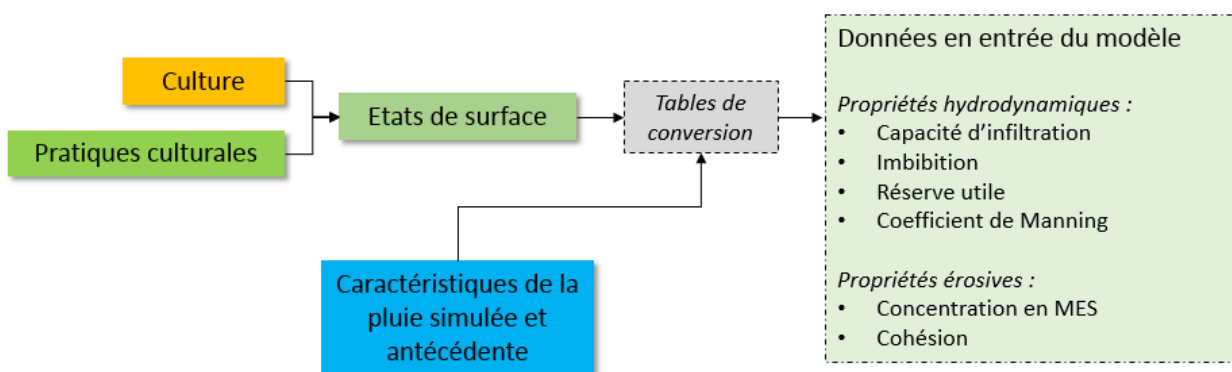 Culture
Pratiques culturales
Etats de surface
Tables de
conversion
Caractéristiques de la
pluie simulée et
antécédente
Données en entrée du modèle
Propriétés hydrodynamiques :
• Capacité d’infiltration
• Imbibition
• Réserve utile
• Coefficient de Manning
Propriétés érosives :
• Concentration en MES
• Cohésion